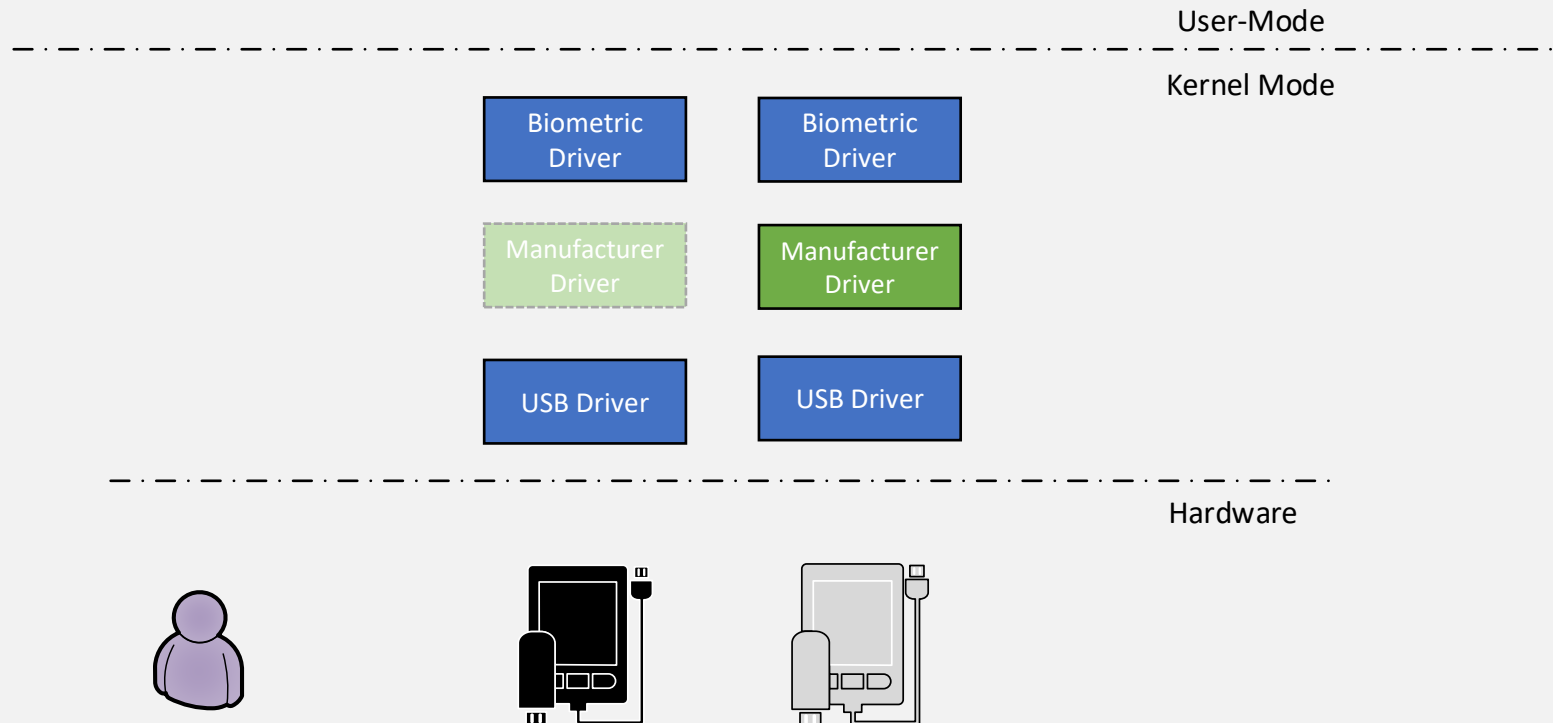 User-Mode
Kernel Mode
Biometric
Driver
Biometric
Driver
Manufacturer
Driver
Manufacturer
Driver
USB Driver
USB Driver
Hardware